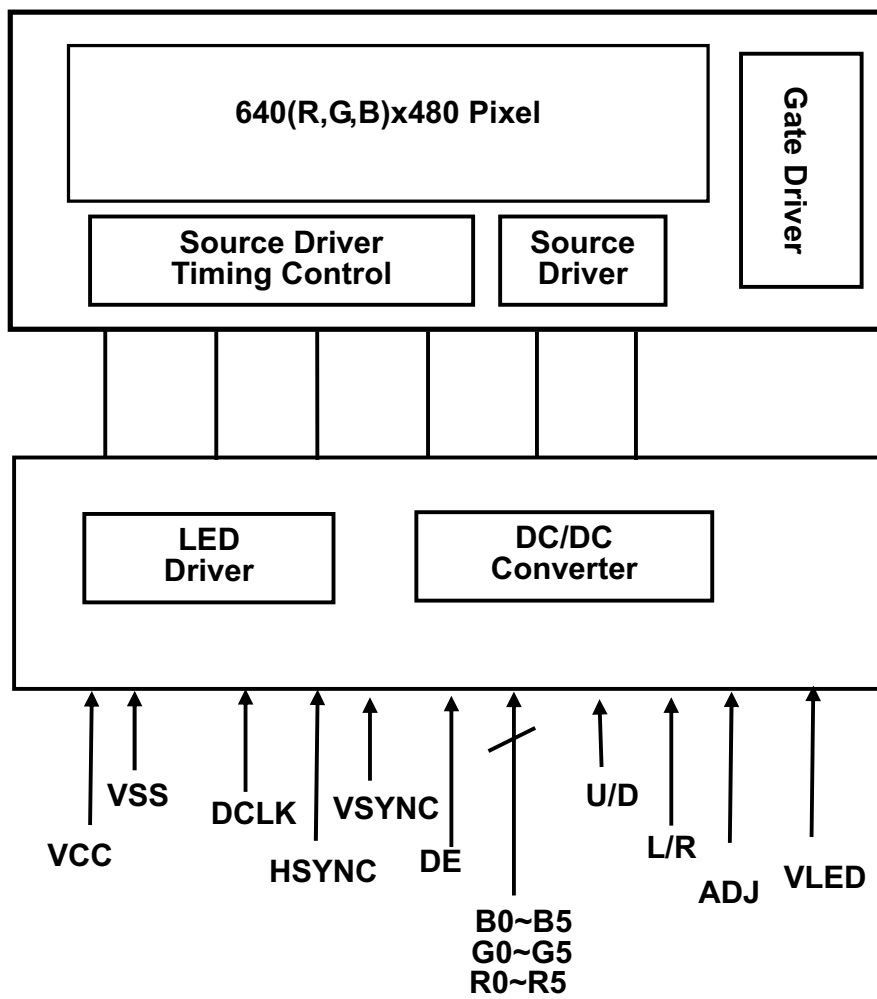 640(R,G,B)x480 Pixel
Gate Driver
Source Driver
Timing Control
Source
Driver
LED
Driver
DC/DC
Converter
VCC
VSS
DCLK
HSYNC
VSYNC
DE
B0~B5
G0~G5
R0~R5
U/D
L/R
ADJ
VLED